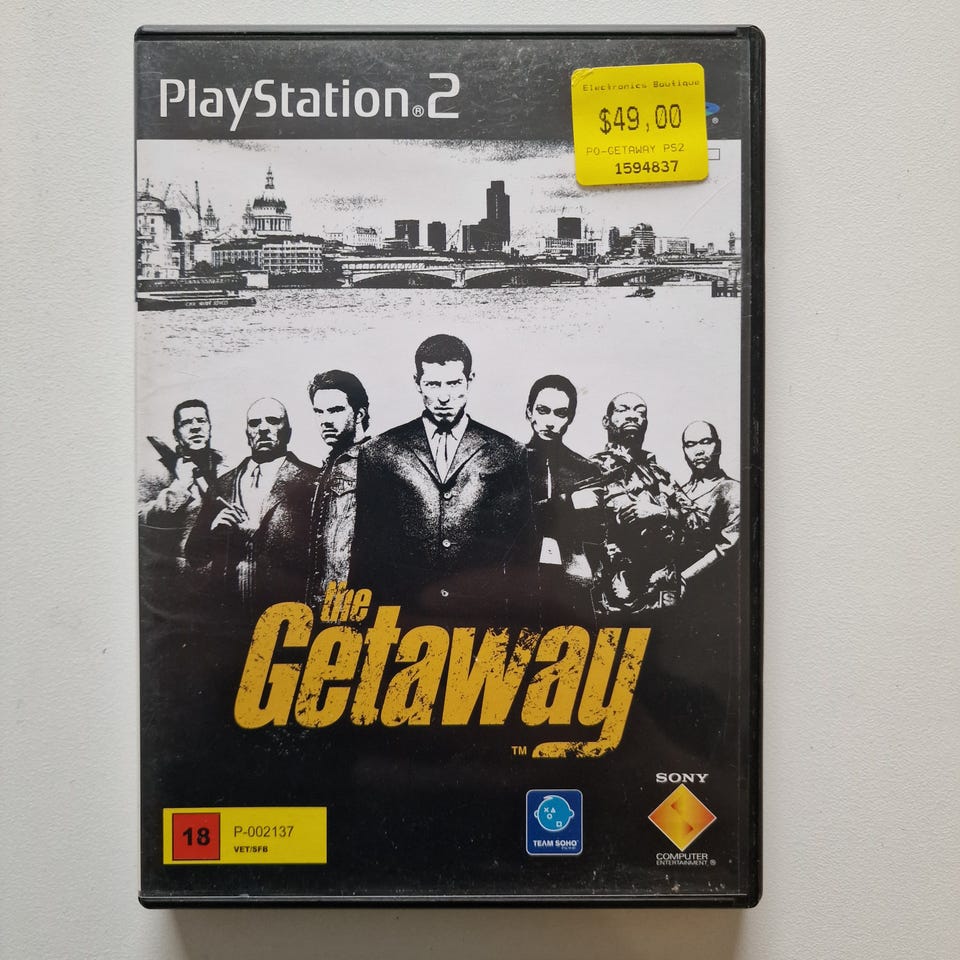 PlayStation®2
Electronics Boutique
$49,00
PO-GETAWAY PS2
1594837
®
the
Getaway
TM
18
P-002137
VET/SFB
TEAM SOHO
SONY
COMPUTER
ENTERTAINMENT ®